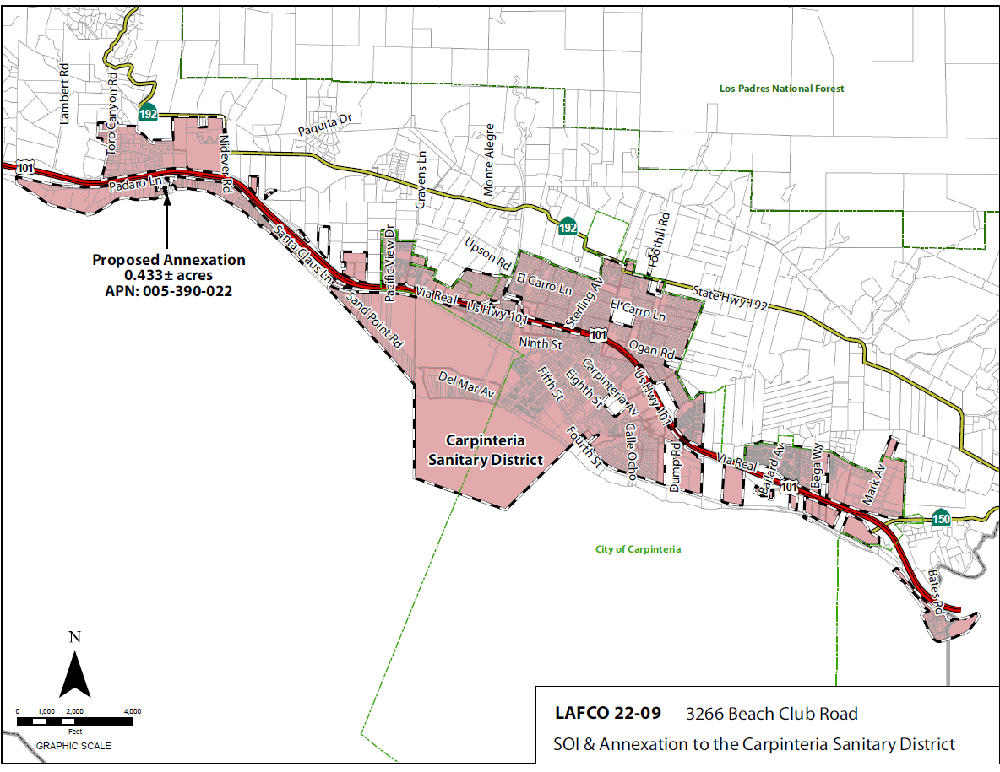 Los Padres National Forest
Lambert Rd
Toro Canyon Rd
192
Paquita Dr
Nidever Rd
101
Padaro Ln
Cravens Ln
Monte Alegre
192
Foothill Rd
Proposed Annexation
0.433± acres
APN: 005-390-022
Santa Claus Ln
Pacific View Dr
Upson Rd
El Carro Ln
Sterling Av
El Carro Ln
State Hwy 192
Via Real
Us Hwy 101
Sand Point Rd
101
Ninth St
Ogan Rd
Carpinteria Av
Us Hwy 101
Fifth St
Eighth St
Del Mar Av
Carpinteria
Sanitary District
Fourth St
Calle Ocho
Dump Rd
Via Real
Bailard Av
101
Bega Wy
Mark Av
150
City of Carpinteria
Bates Rd
N
0 1,000 2,000 4,000
Feet
GRAPHIC SCALE
LAFCO 22-09 3266 Beach Club Road
SOI & Annexation to the Carpinteria Sanitary District